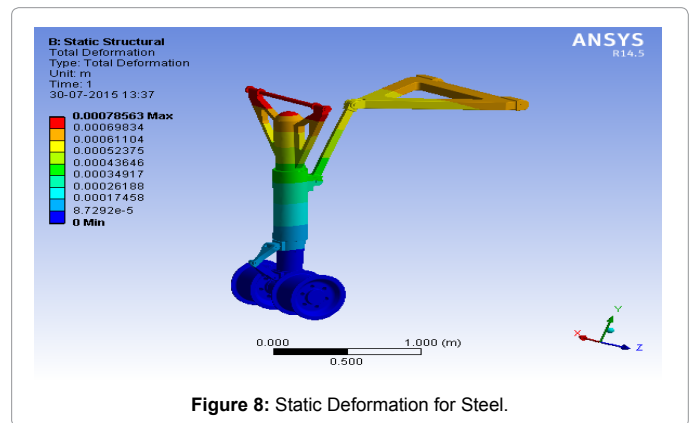 B: Static Structural
Total Deformation
Type: Total Deformation
Unit: m
Time: 1
30-07-2015 13:37
0.00078563 Max
0.00069834
0.00061104
0.00052375
0.00043646
0.00034917
0.00026188
0.00017458
8.7292e-5
0 Min
ANSYS
R14.5
0.000
1.000 (m)
0.500
Y
X
Z
Figure 8: Static Deformation for Steel.